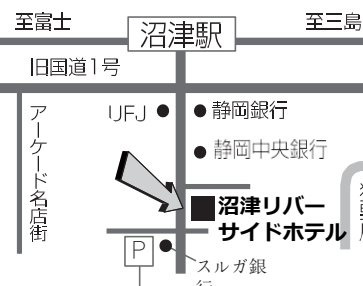 至富士
沼津駅
至三島
旧国道1号
アーケード名店街
UFJ
静岡銀行
静岡中央銀行
沼津リバー
サイドホテル
P
スルガ銀
行